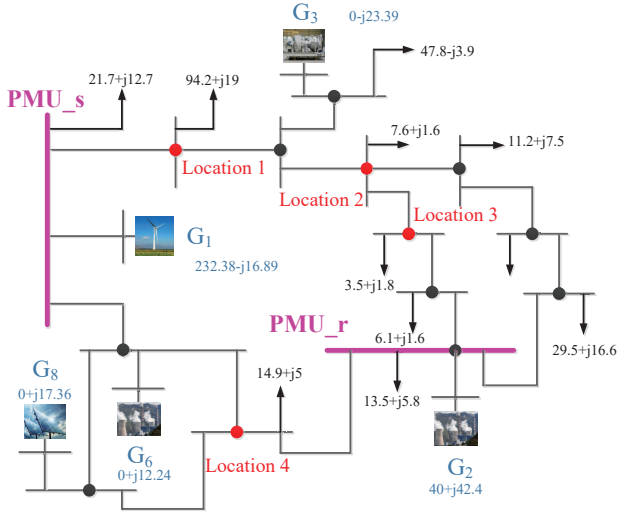 G3
0-j23.39
47.8-j3.9
21.7+j12.7
94.2+j19
PMU_s
7.6+j1.6
11.2+j7.5
Location 1
Location 2
Location 3
G1
232.38-j16.89
3.5+j1.8
PMU_r
6.1+j1.6
29.5+j16.6
G8
0+j17.36
14.9+j5
13.5+j5.8
G6
0+j12.24
Location 4
G2
40+j42.4